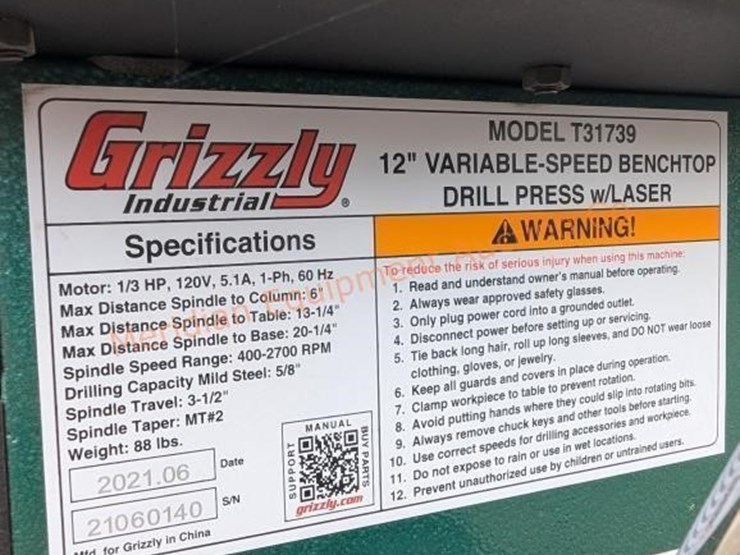 Grizzly
Industrial®
MODEL T31739
12" VARIABLE-SPEED BENCHTOP
DRILL PRESS w/LASER
Specifications
Motor: 1/3 HP, 120V, 5.1A, 1-Ph, 60 Hz
Max Distance Spindle to Column: 6"
Max Distance Spindle to Table: 13-1/4"
Max Distance Spindle to Base: 20-1/4"
Spindle Speed Range: 400-2700 RPM
Drilling Capacity Mild Steel: 5/8"
Spindle Travel: 3-1/2"
Spindle Taper: MT#2
Weight: 88 lbs.
2021.06 Date
21060140 S/N
Mfd. for Grizzly in China
MANUAL
SUPPORT
BUY PARTS
grizzly.com
WARNING!
To reduce the risk of serious injury when using this machine:
1. Read and understand owner's manual before operating.
2. Always wear approved safety glasses.
3. Only plug power cord into a grounded outlet.
4. Disconnect power before setting up or servicing.
5. Tie back long hair, roll up long sleeves, and DO NOT wear loose
clothing, gloves, or jewelry.
6. Keep all guards and covers in place during operation.
7. Clamp workpiece to table to prevent rotation.
8. Avoid putting hands where they could slip into rotating bits.
9. Always remove chuck keys and other tools before starting.
10. Use correct speeds for drilling accessories and workpiece.
11. Do not expose to rain or use in wet locations.
12. Prevent unauthorized use by children or untrained users.
Meridian Equipment